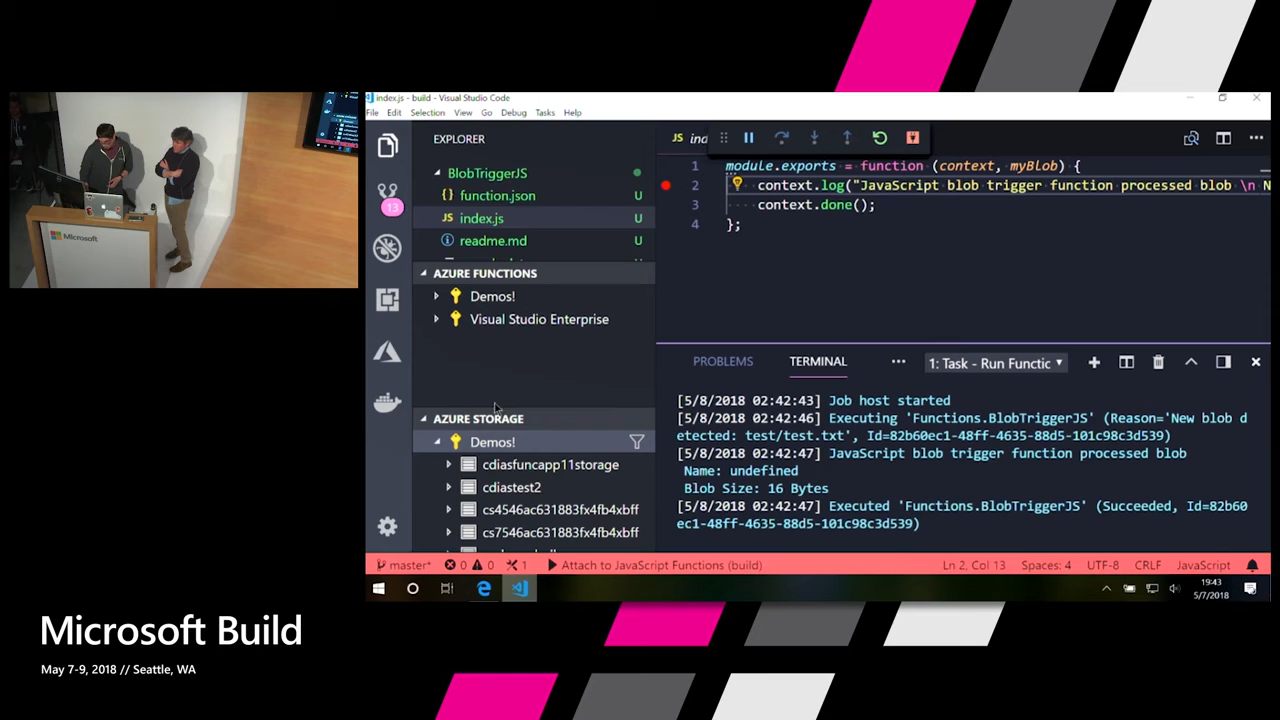 index.js - build - Visual Studio Code
File Edit Selection View Go Debug Tasks Help
EXPLORER
BlobTriggerJS
{} function.json U
JS index.js U
readme.md U
13
AZURE FUNCTIONS
Demos!
Visual Studio Enterprise
AZURE STORAGE
Demos!
cdiasfuncapp11storage
cdiastest2
cs4546ac631883fx4fb4xbff
cs7546ac631883fx4fb4xbff
JS ind
1 module.exports = function (context, myBlob) {
2 context.log("JavaScript blob trigger function processed blob \n N
3 context.done();
4 };
PROBLEMS TERMINAL ••• 1: Task - Run Functic
[5/8/2018 02:42:43] Job host started
[5/8/2018 02:42:46] Executing 'Functions.BlobTriggerJS' (Reason='New blob d
etected: test/test.txt', Id=82b60ec1-48ff-4635-88d5-101c98c3d539)
[5/8/2018 02:42:47] JavaScript blob trigger function processed blob
Name: undefined
Blob Size: 16 Bytes
[5/8/2018 02:42:47] Executed 'Functions.BlobTriggerJS' (Succeeded, Id=82b60
ec1-48ff-4635-88d5-101c98c3d539)
master* 0 0 1 Attach to JavaScript Functions (build) Ln 2, Col 13 Spaces: 4 UTF-8 CRLF JavaScript
19:43
5/7/2018
Microsoft
Microsoft Build
May 7-9, 2018 // Seattle, WA